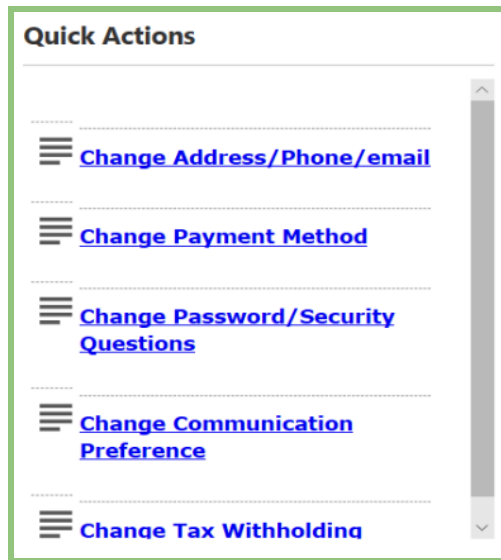 Quick Actions
Change Address/Phone/email
Change Payment Method
Change Password/Security
Questions
Change Communication
Preference
Change Tax Withholding